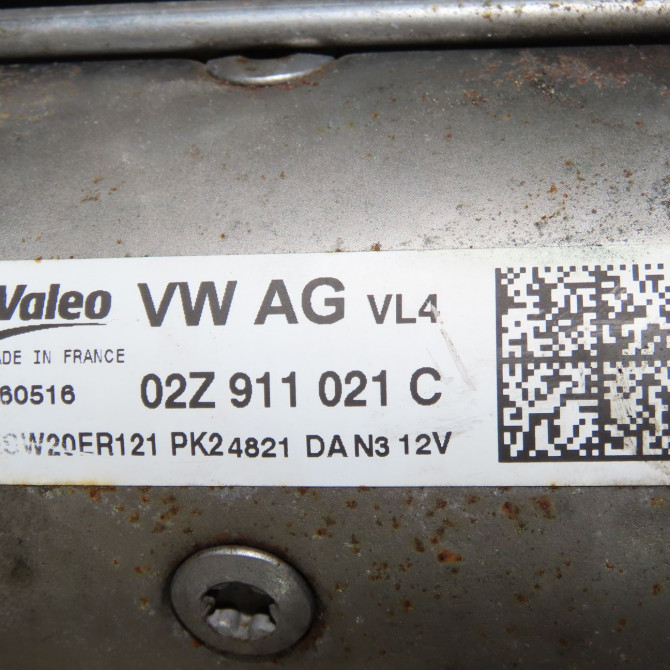 Valeo VW AG VL4
ADE IN FRANCE
60516 02Z 911 021 C
SW20ER121 PK24821 DA N3 12V